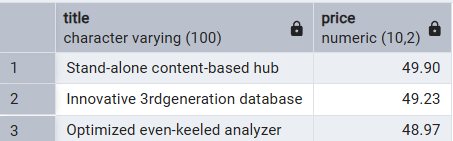 title price
character varying (100) numeric (10,2)
1 Stand-alone content-based hub 49.90
2 Innovative 3rdgeneration database 49.23
3 Optimized even-keeled analyzer 48.97